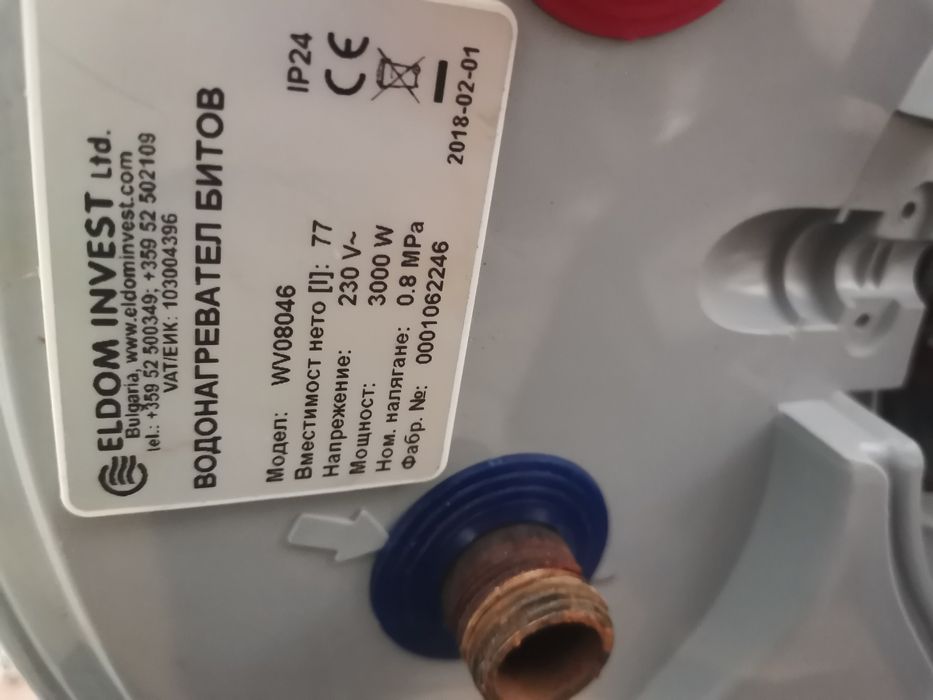 ELDOM INVEST Ltd.
Bulgaria, www.eldominvest.com
tel.: +359 52 500349; +359 52 502109
VAT/ЕИК: 103004396
ВОДОНАГРЕВАТЕЛ БИТОВ
Модел: WV08046
Вместимост нето [l]: 77
Напрежение: 230 V~
Мощност: 3000 W
Ном. налягане: 0.8 MPa
Фабр. №: 0001062246
IP24
CE
2018-02-01